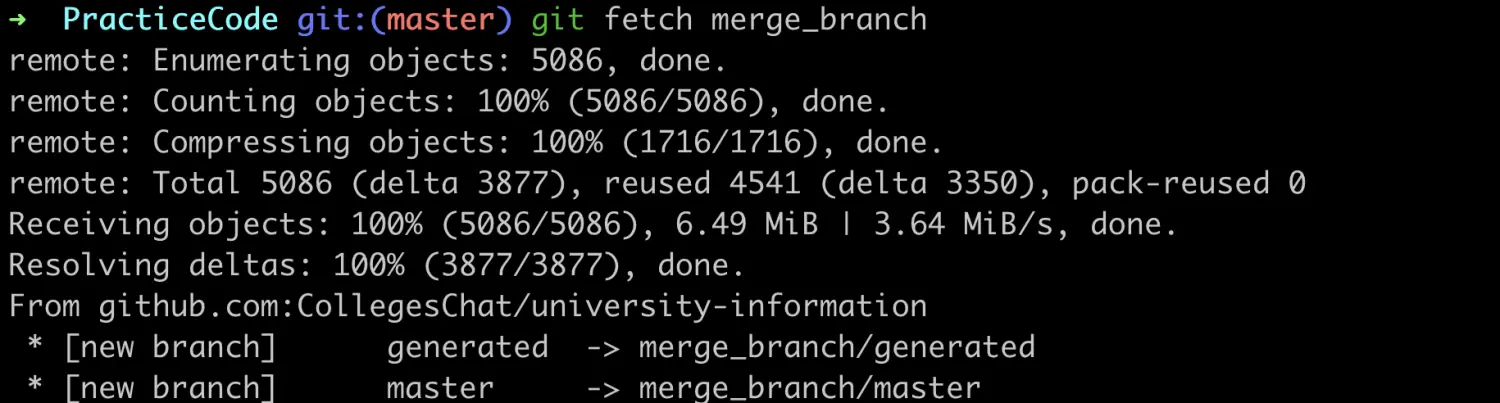 ➜  PracticeCode git:(master) git fetch merge_branch
remote: Enumerating objects: 5086, done.
remote: Counting objects: 100% (5086/5086), done.
remote: Compressing objects: 100% (1716/1716), done.
remote: Total 5086 (delta 3877), reused 4541 (delta 3350), pack-reused 0
Receiving objects: 100% (5086/5086), 6.49 MiB | 3.64 MiB/s, done.
Resolving deltas: 100% (3877/3877), done.
From github.com:CollegesChat/university-information
 * [new branch]      generated  -> merge_branch/generated
 * [new branch]      master     -> merge_branch/master